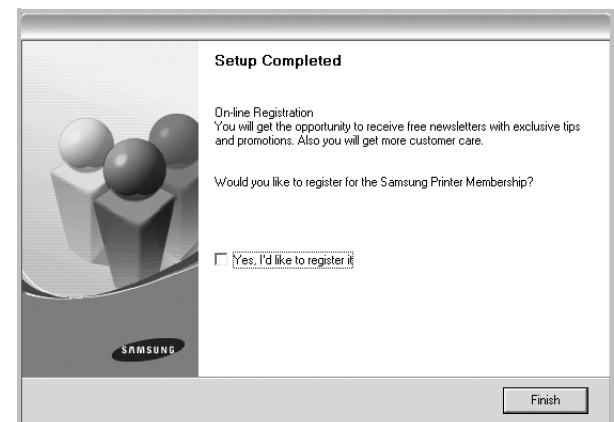 Setup Completed
On-line Registration
You will get the opportunity to receive free newsletters with exclusive tips
and promotions. Also you will get more customer care.
Would you like to register for the Samsung Printer Membership?
Yes, I'd like to register it
SAMSUNG
Finish